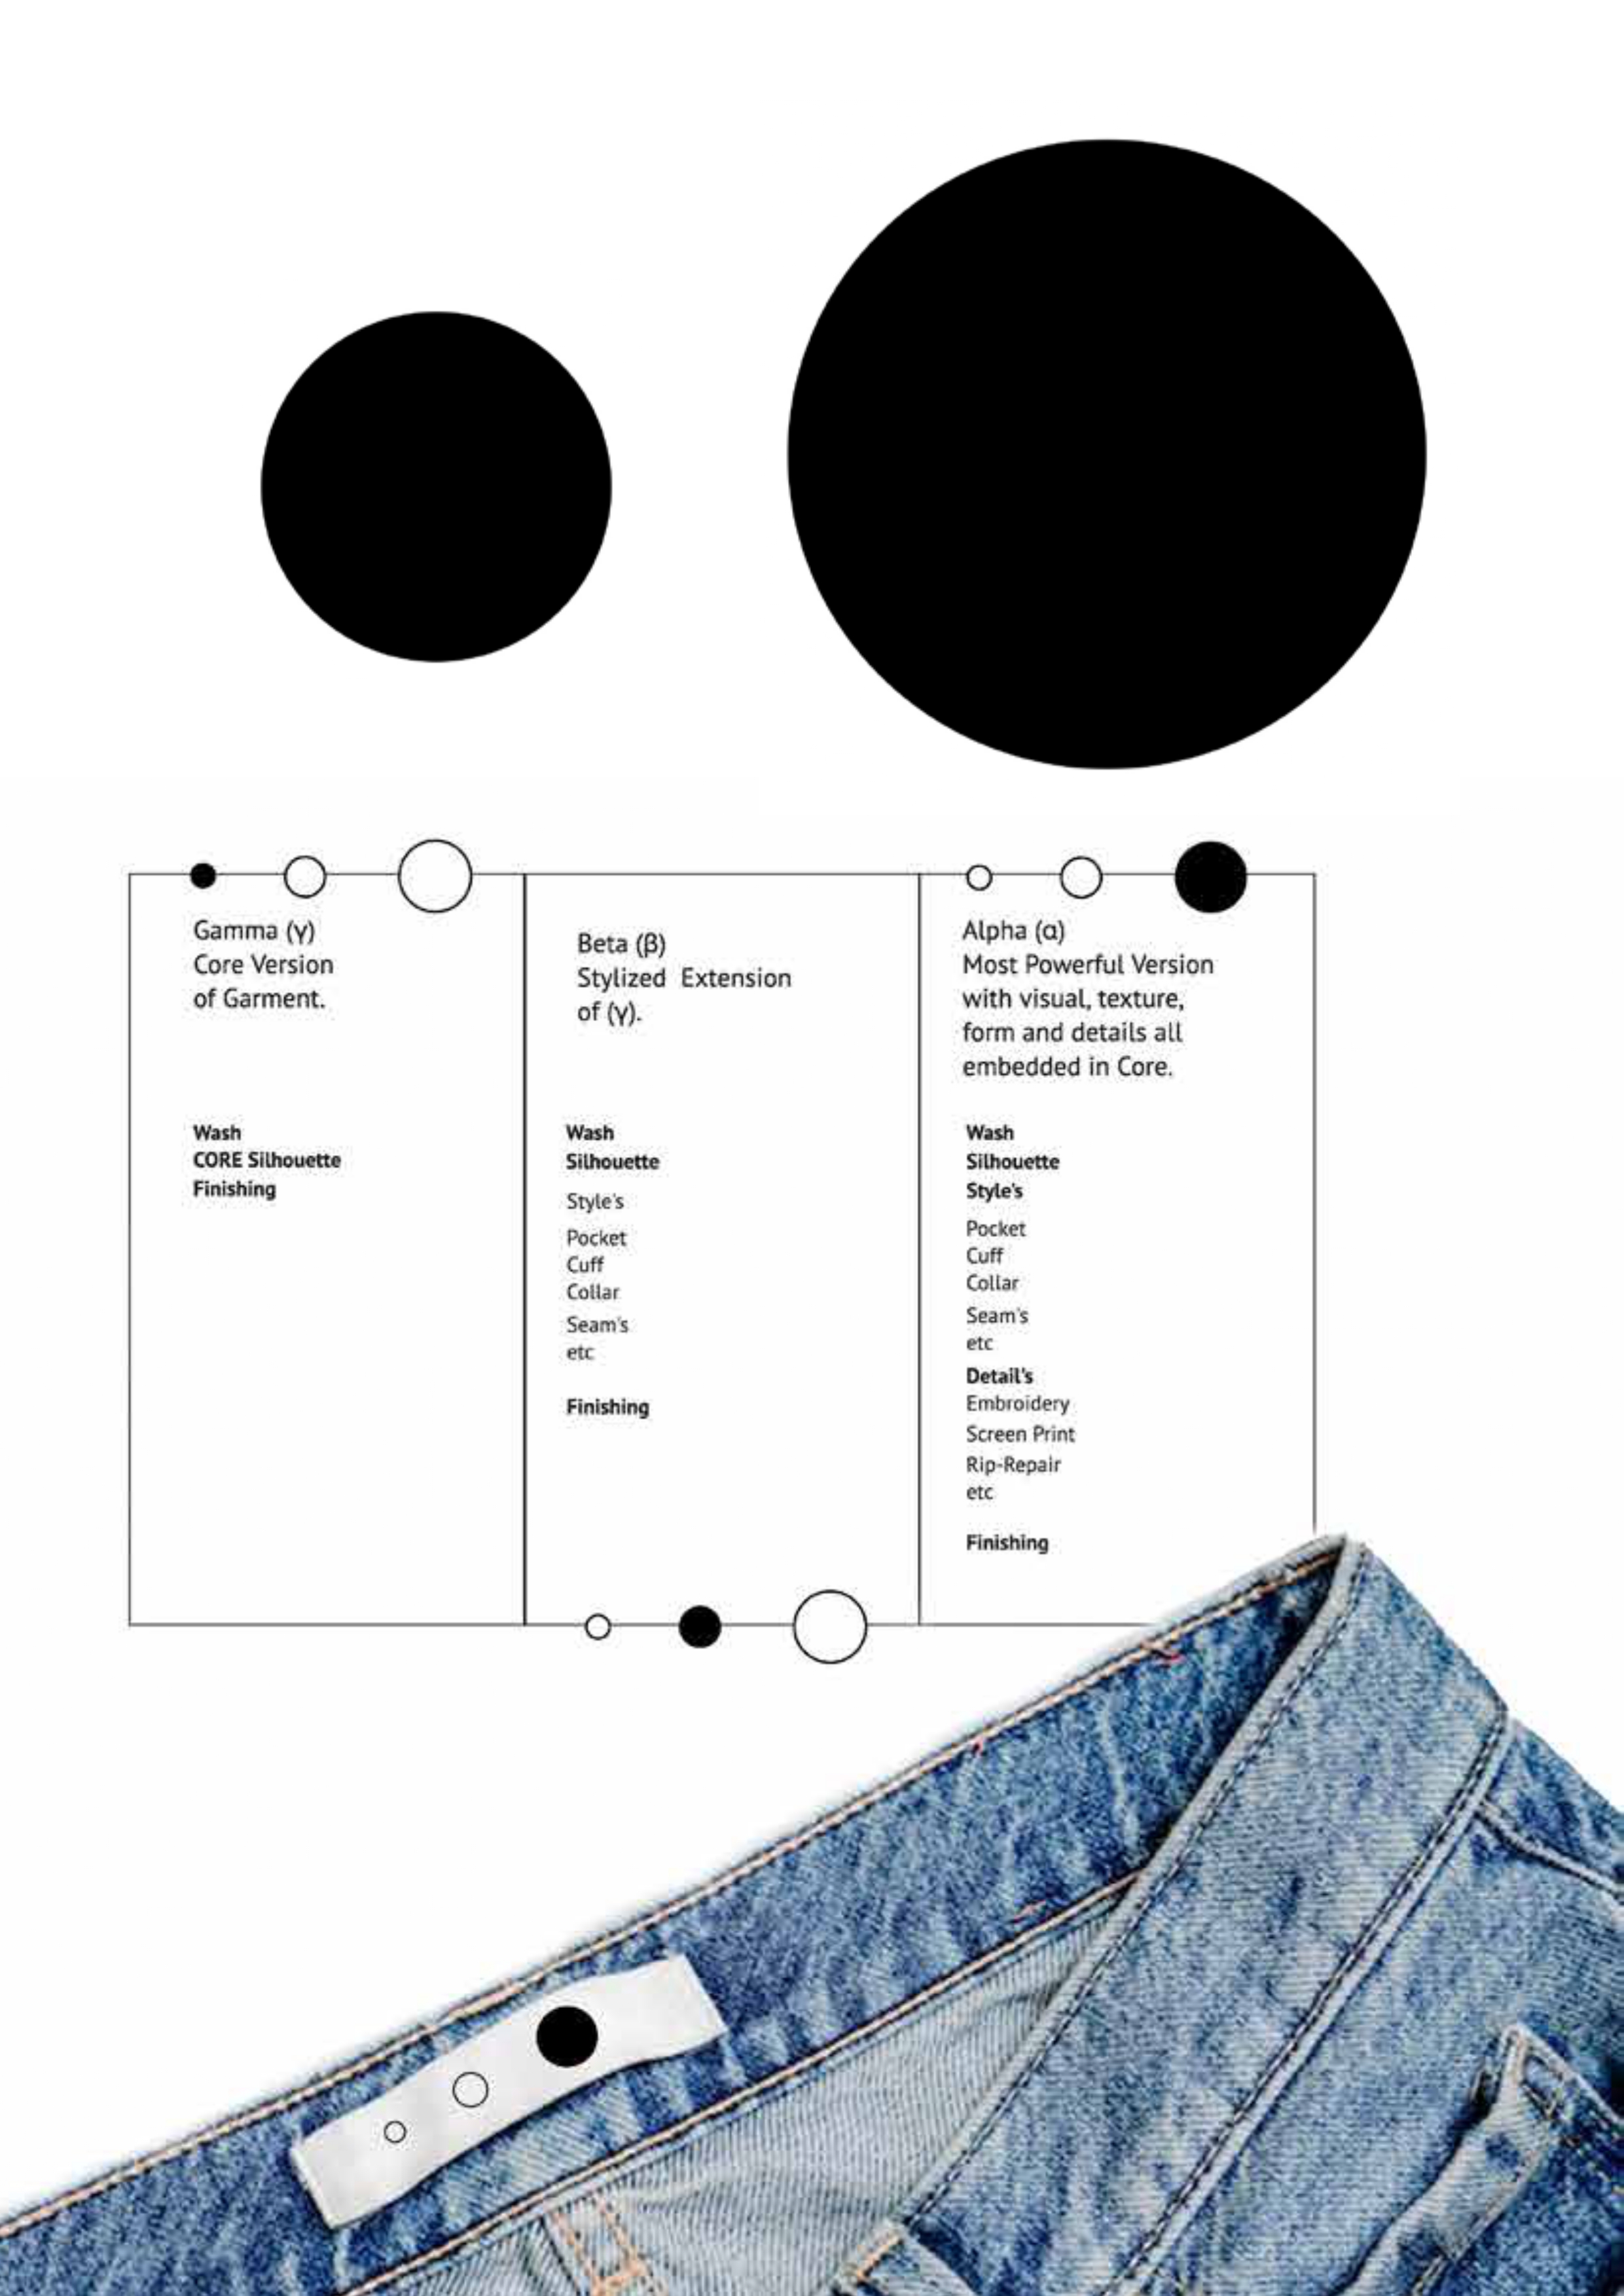 Gamma (γ)
Core Version
of Garment.
Wash
CORE Silhouette
Finishing
Beta (β)
Stylized  Extension
of (γ).
Wash
Silhouette
Style's
Pocket
Cuff
Collar
Seam's
etc
Finishing
Alpha (α)
Most Powerful Version
with visual, texture,
form and details all
embedded in Core.
Wash
Silhouette
Style's
Pocket
Cuff
Collar
Seam's
etc
Detail's
Embroidery
Screen Print
Rip-Repair
etc
Finishing